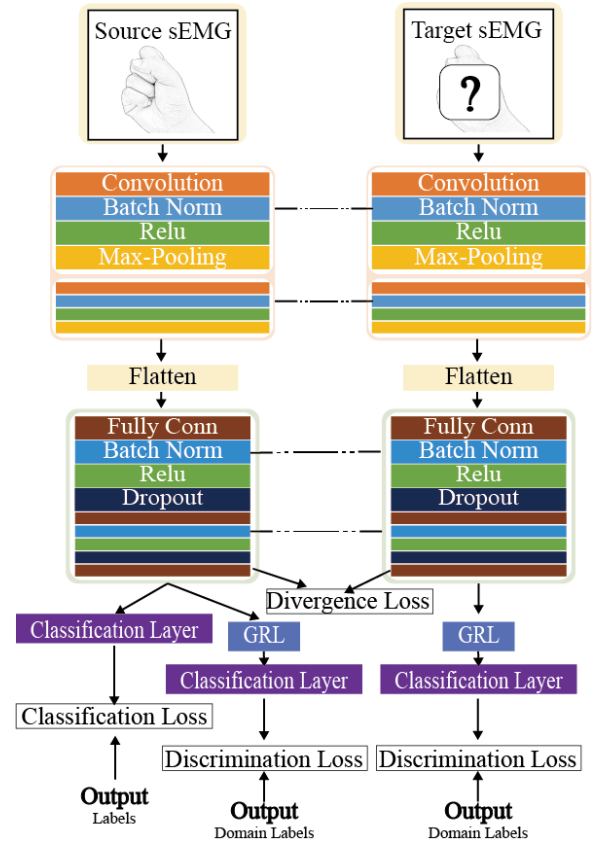 Source sEMG
Target sEMG
?
Convolution
Batch Norm
Relu
Max-Pooling
Convolution
Batch Norm
Relu
Max-Pooling
Flatten
Flatten
Fully Conn
Batch Norm
Relu
Dropout
Fully Conn
Batch Norm
Relu
Dropout
Divergence Loss
Classification Layer
GRL
GRL
Classification Layer
Classification Layer
Classification Loss
Discrimination Loss
Discrimination Loss
Output
Labels
Output
Domain Labels
Output
Domain Labels